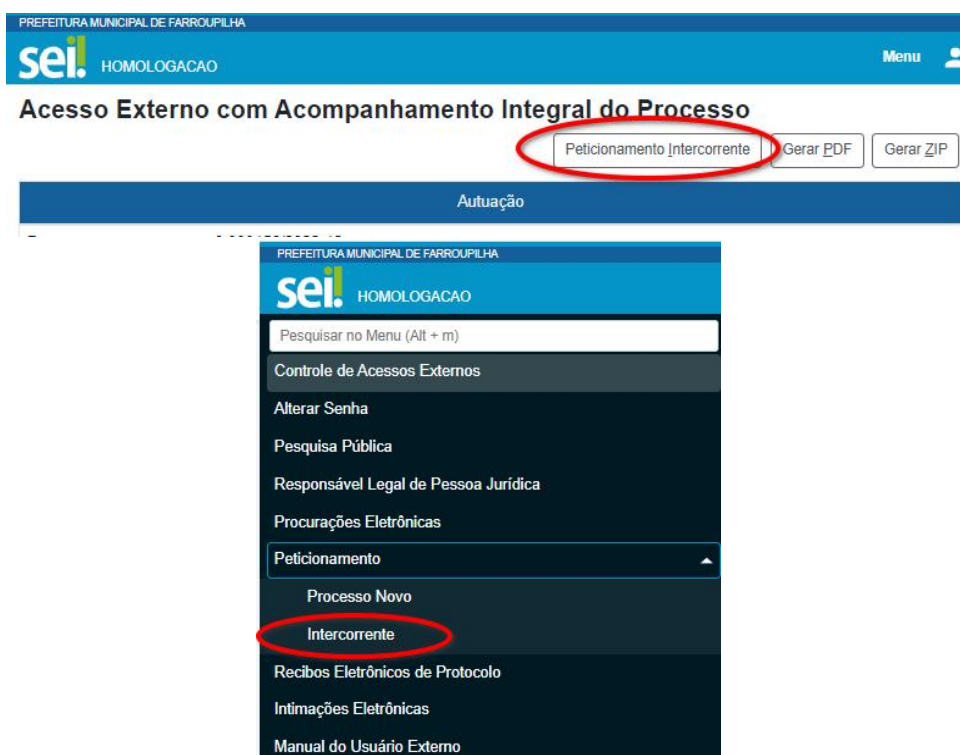 PREFEITURA MUNICIPAL DE FARROUPILHA
sei! HOMOLOGACAO
Menu
Acesso Externo com Acompanhamento Integral do Processo
Peticionamento Intercorrente
Gerar PDF
Gerar ZIP
Autuação
PREFEITURA MUNICIPAL DE FARROUPILHA
sei! HOMOLOGACAO
Pesquisar no Menu (Alt + m)
Controle de Acessos Externos
Alterar Senha
Pesquisa Pública
Responsável Legal de Pessoa Jurídica
Procurações Eletrônicas
Peticionamento
Processo Novo
Intercorrente
Recibos Eletrônicos de Protocolo
Intimações Eletrônicas
Manual do Usuário Externo